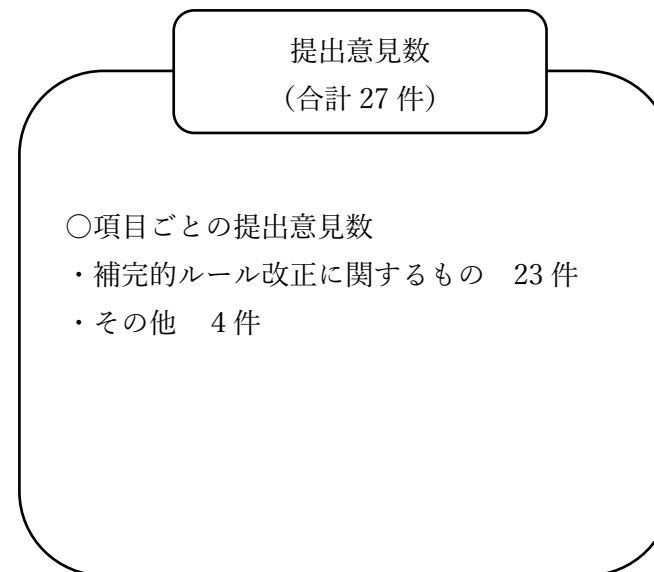 提出意見数
(合計 27 件)
○項目ごとの提出意見数
・補完的ルール改正に関するもの　23 件
・その他　4 件